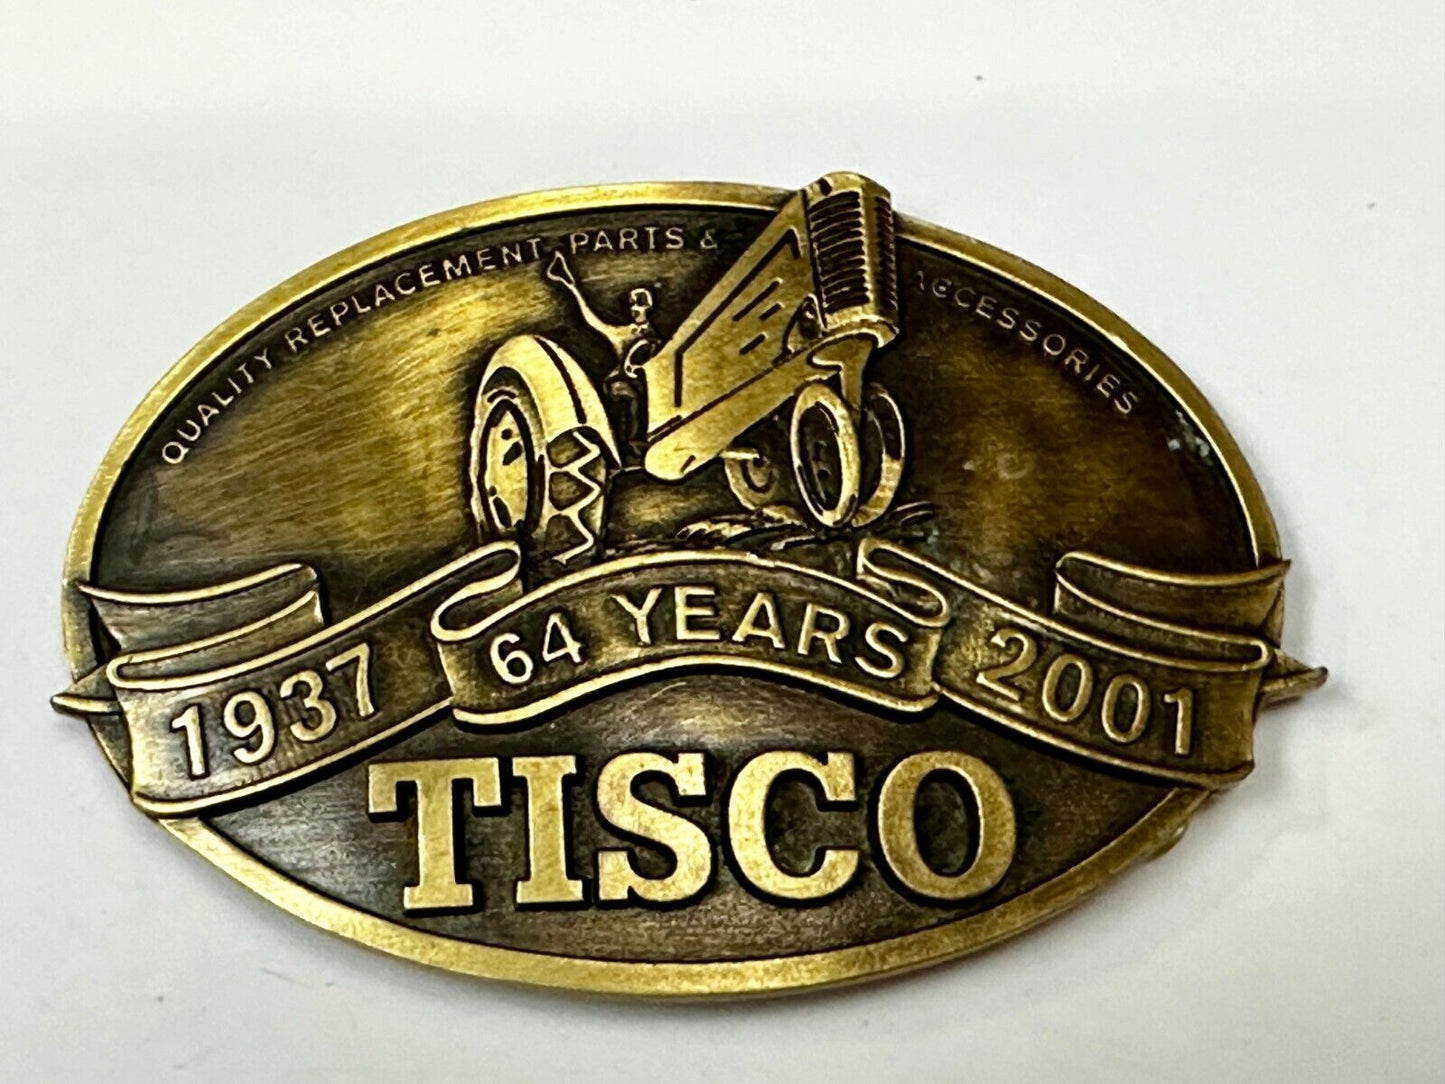 QUALITY REPLACEMENT PARTS & ACCESSORIES
1937 64 YEARS 2001
TISCO